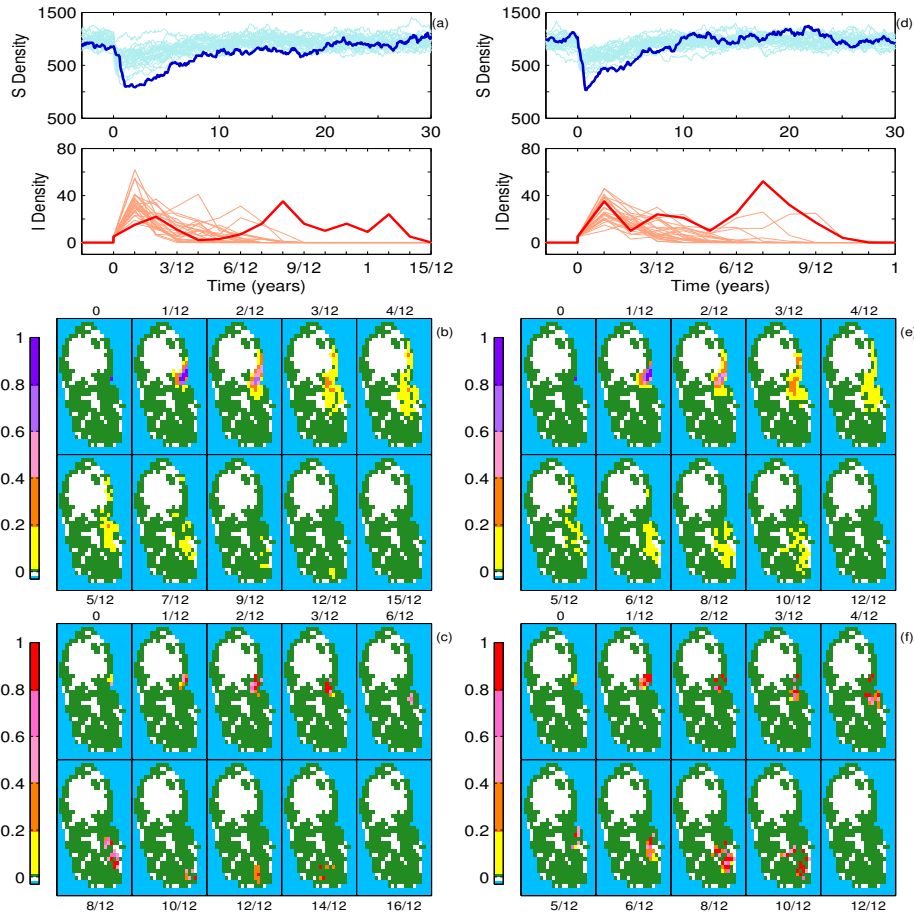 1500 (a)
S Density
500
500
0 10 20 30
80
I Density
40
0
0 3/12 6/12 9/12 1 15/12
Time (years)
1500 (d)
S Density
500
500
0 10 20 30
80
I Density
40
0
0 3/12 6/12 9/12 1
Time (years)
0 1/12 2/12 3/12 4/12
(b)
1
0.8
0.6
0.4
0.2
0
5/12 7/12 9/12 12/12 15/12
0 1/12 2/12 3/12 4/12
(e)
1
0.8
0.6
0.4
0.2
0
5/12 6/12 8/12 10/12 12/12
0 1/12 2/12 3/12 6/12
(c)
1
0.8
0.6
0.4
0.2
0
8/12 10/12 12/12 14/12 16/12
0 1/12 2/12 3/12 4/12
(f)
1
0.8
0.6
0.4
0.2
0
5/12 6/12 8/12 10/12 12/12